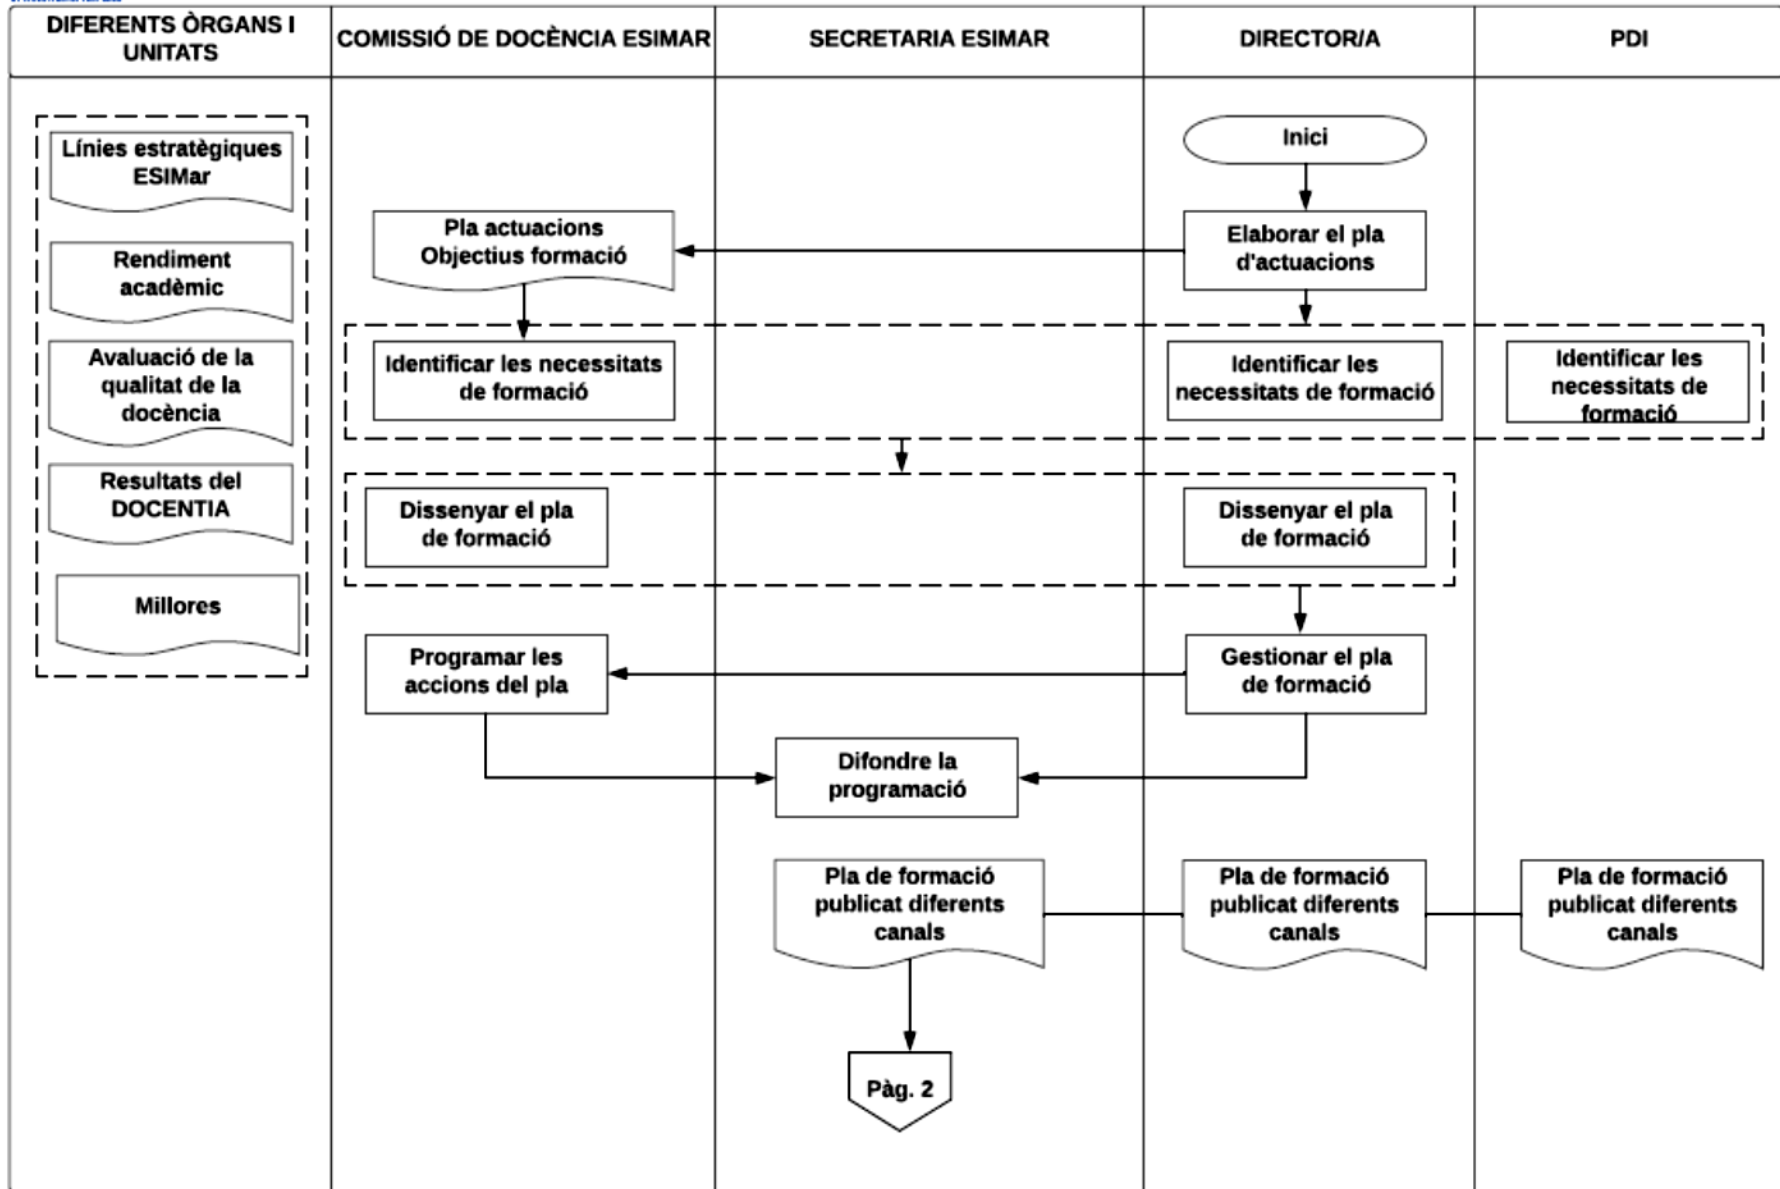 DIFERENTS ÒRGANS I
UNITATS
COMISSIÓ DE DOCÈNCIA ESIMAR
SECRETARIA ESIMAR
DIRECTOR/A
PDI
Línies estratègiques
ESIMar
Rendiment
acadèmic
Avaluació de la
qualitat de la
docència
Resultats del
DOCENTIA
Millores
Inici
Pla actuacions
Objectius formació
Elaborar el pla
d'actuacions
Identificar les necessitats
de formació
Identificar les
necessitats de formació
Identificar les
necessitats de
formació
Dissenyar el pla
de formació
Dissenyar el pla
de formació
Programar les
accions del pla
Gestionar el pla
de formació
Difondre la
programació
Pla de formació
publicat diferents
canals
Pla de formació
publicat diferents
canals
Pla de formació
publicat diferents
canals
Pàg. 2